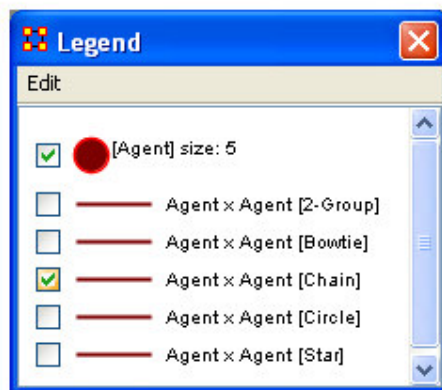 Legend
Edit
[Agent] size: 5
Agent x Agent [2-Group]
Agent x Agent [Bowtie]
Agent x Agent [Chain]
Agent x Agent [Circle]
Agent x Agent [Star]